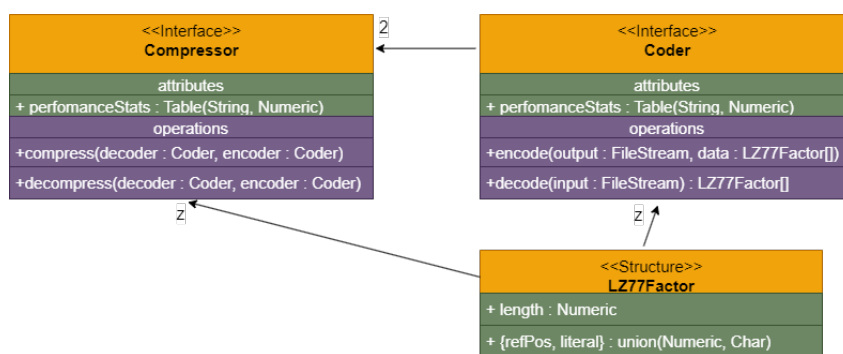 <<Interface>>
Compressor
attributes
+ perfomanceStats : Table(String, Numeric)
operations
+compress(decoder : Coder, encoder : Coder)
+decompress(decoder : Coder, encoder : Coder)
2
<<Interface>>
Coder
attributes
+ perfomanceStats : Table(String, Numeric)
operations
+encode(output : FileStream, data : LZ77Factor[])
+decode(input : FileStream) : LZ77Factor[]
z
z
<<Structure>>
LZ77Factor
+ length : Numeric
+ {refPos, literal} : union(Numeric, Char)